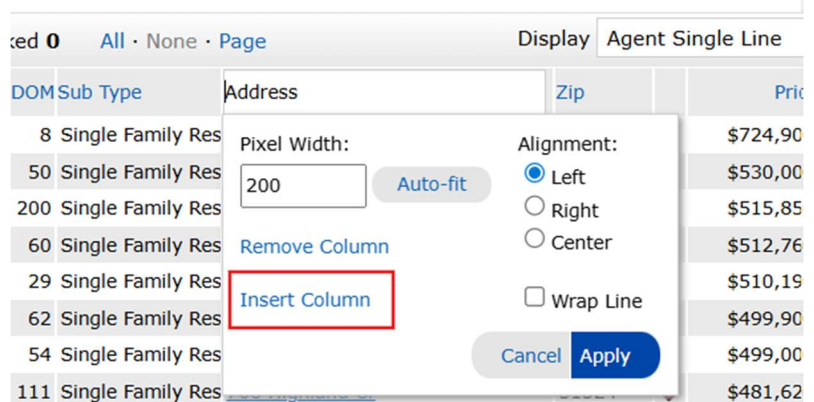 ked 0 All · None · Page Display Agent Single Line
DOM Sub Type Address Zip Pric
8 Single Family Res $724,90
50 Single Family Res $530,00
200 Single Family Res $515,85
60 Single Family Res $512,76
29 Single Family Res $510,19
62 Single Family Res $499,90
54 Single Family Res $499,00
111 Single Family Res $481,62
Pixel Width:
200 Auto-fit
Remove Column
Insert Column
Alignment:
Left
Right
Center
Wrap Line
Cancel Apply